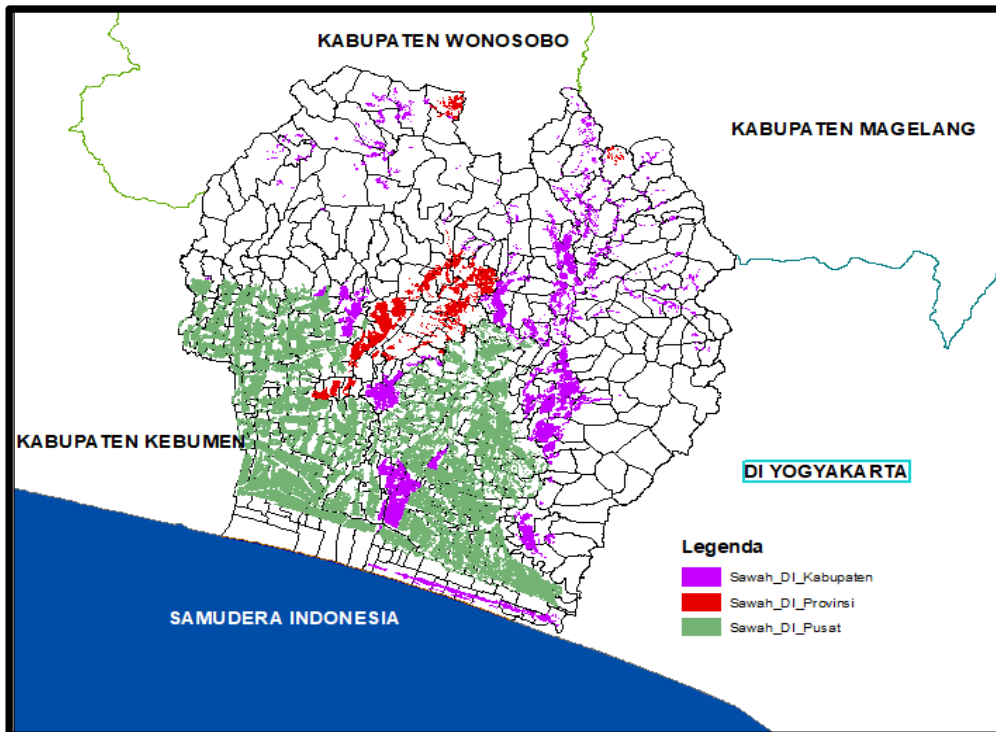 KABUPATEN WONOSOBO
KABUPATEN MAGELANG
KABUPATEN KEBUMEN
DI YOGYAKARTA
Legenda
Sawah_DI_Kabupaten
Sawah_DI_Provinsi
Sawah_DI_Pusat
SAMUDERA INDONESIA